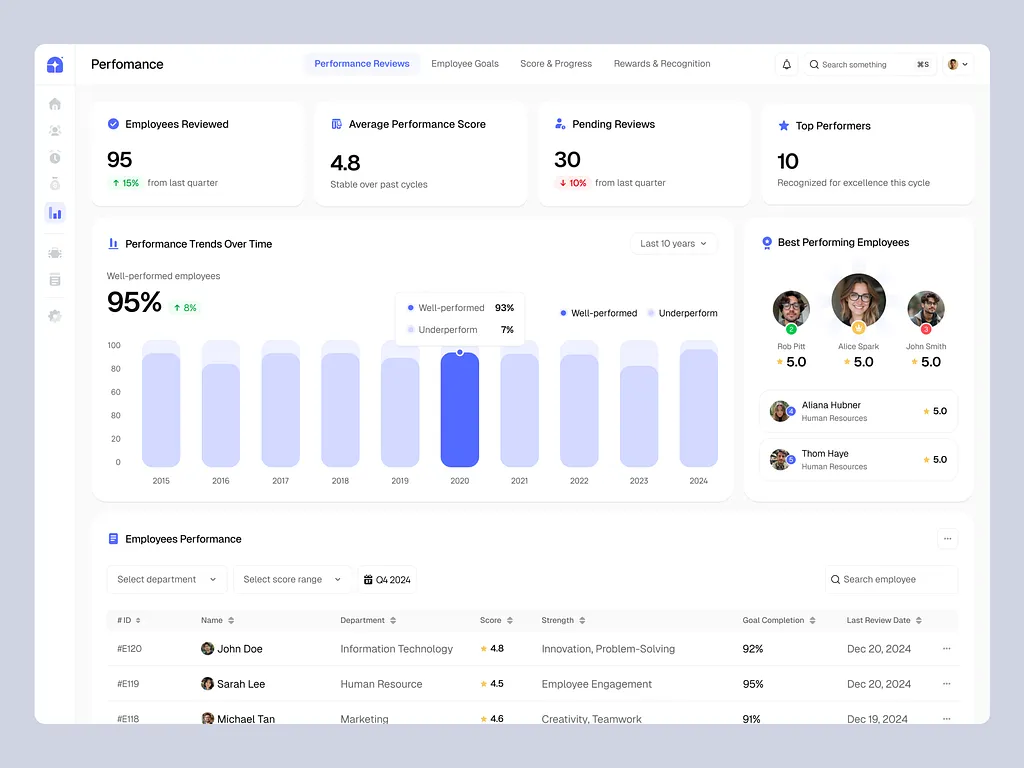 Perfomance
Performance Reviews
Employee Goals
Score & Progress
Rewards & Recognition
Search something
⌘S
Employees Reviewed
95
15% from last quarter
Average Performance Score
4.8
Stable over past cycles
Pending Reviews
30
10% from last quarter
Top Performers
10
Recognized for excellence this cycle
Performance Trends Over Time
Last 10 years
Well-performed employees
95% 8%
Well-performed 93%
Underperform 7%
Well-performed
Underperform
100
80
60
80
20
0
2015 2016 2017 2018 2019 2020 2021 2022 2023 2024
Best Performing Employees
2
3
Rob Pitt
Alice Spark
John Smith
5.0
5.0
5.0
4
Aliana Hubner
Human Resources
5.0
5
Thom Haye
Human Resources
5.0
Employees Performance
Select department
Select score range
Q4 2024
Search employee
# ID Name Department Score Strength Goal Completion Last Review Date
#E120 John Doe Information Technology 4.8 Innovation, Problem-Solving 92% Dec 20, 2024
#E119 Sarah Lee Human Resource 4.5 Employee Engagement 95% Dec 20, 2024
#E118 Michael Tan Marketing 4.6 Creativity, Teamwork 91% Dec 19, 2024